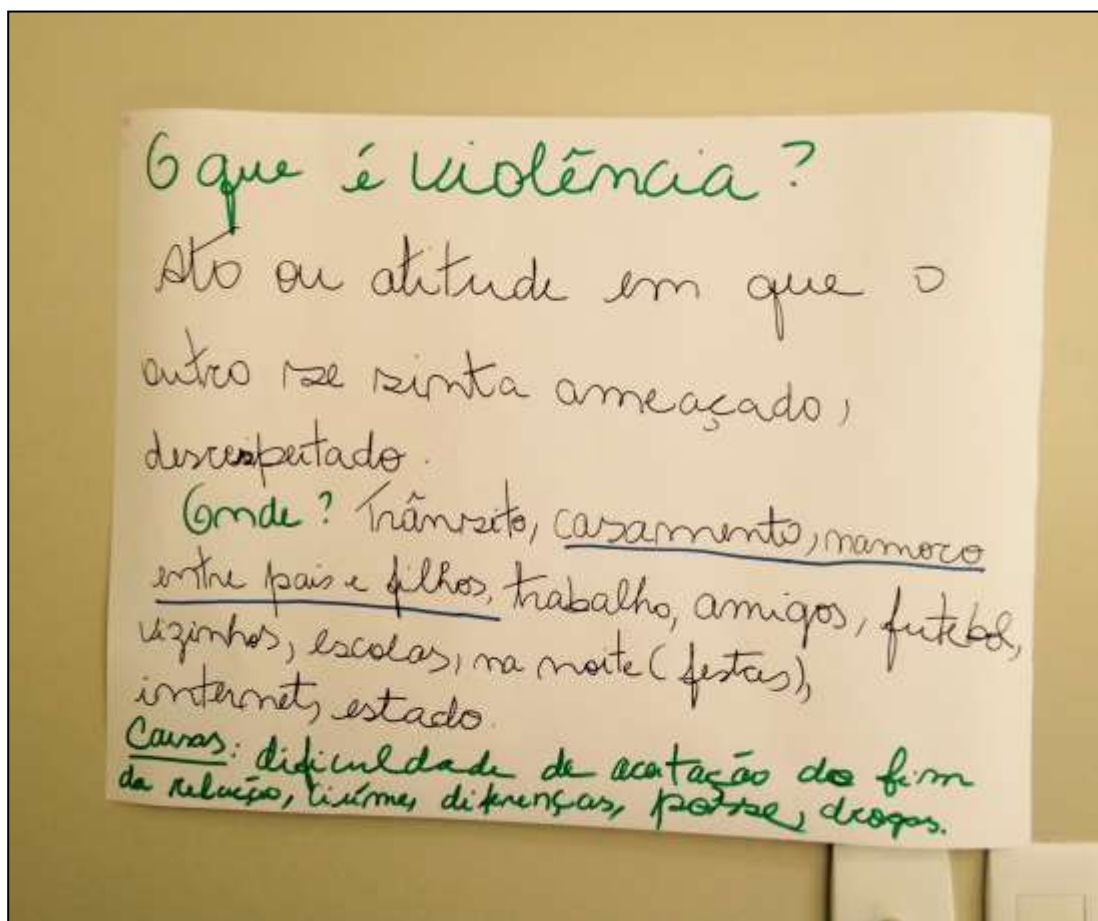 O que é violência?
Ato ou atitude em que o
outro se sinta ameaçado,
desrespeitado.
Onde? Trânsito, casamento, namoro
entre pais e filhos, trabalho, amigos, futebol,
vizinhos, escolas, na noite (festas),
internet, estado.
Causas: dificuldade de aceitação do fim
da relação, ciúme, diferenças, posse, drogas.